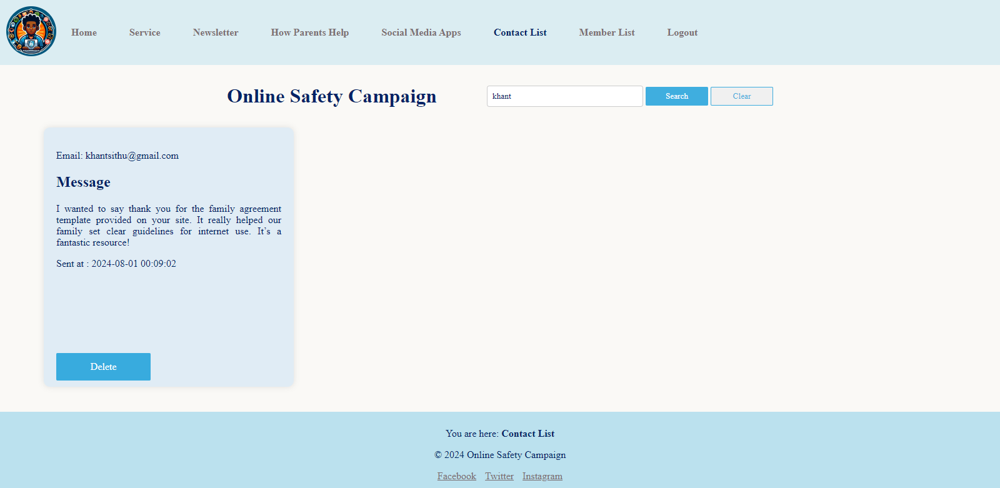 Home Service Newsletter How Parents Help Social Media Apps Contact List Member List Logout
Online Safety Campaign
khant Search Clear
Email: khantsithu@gmail.com
Message
I wanted to say thank you for the family agreement
template provided on your site. It really helped our
family set clear guidelines for internet use. It’s a
fantastic resource!
Sent at : 2024-08-01 00:09:02
Delete
You are here: Contact List
© 2024 Online Safety Campaign
Facebook Twitter Instagram